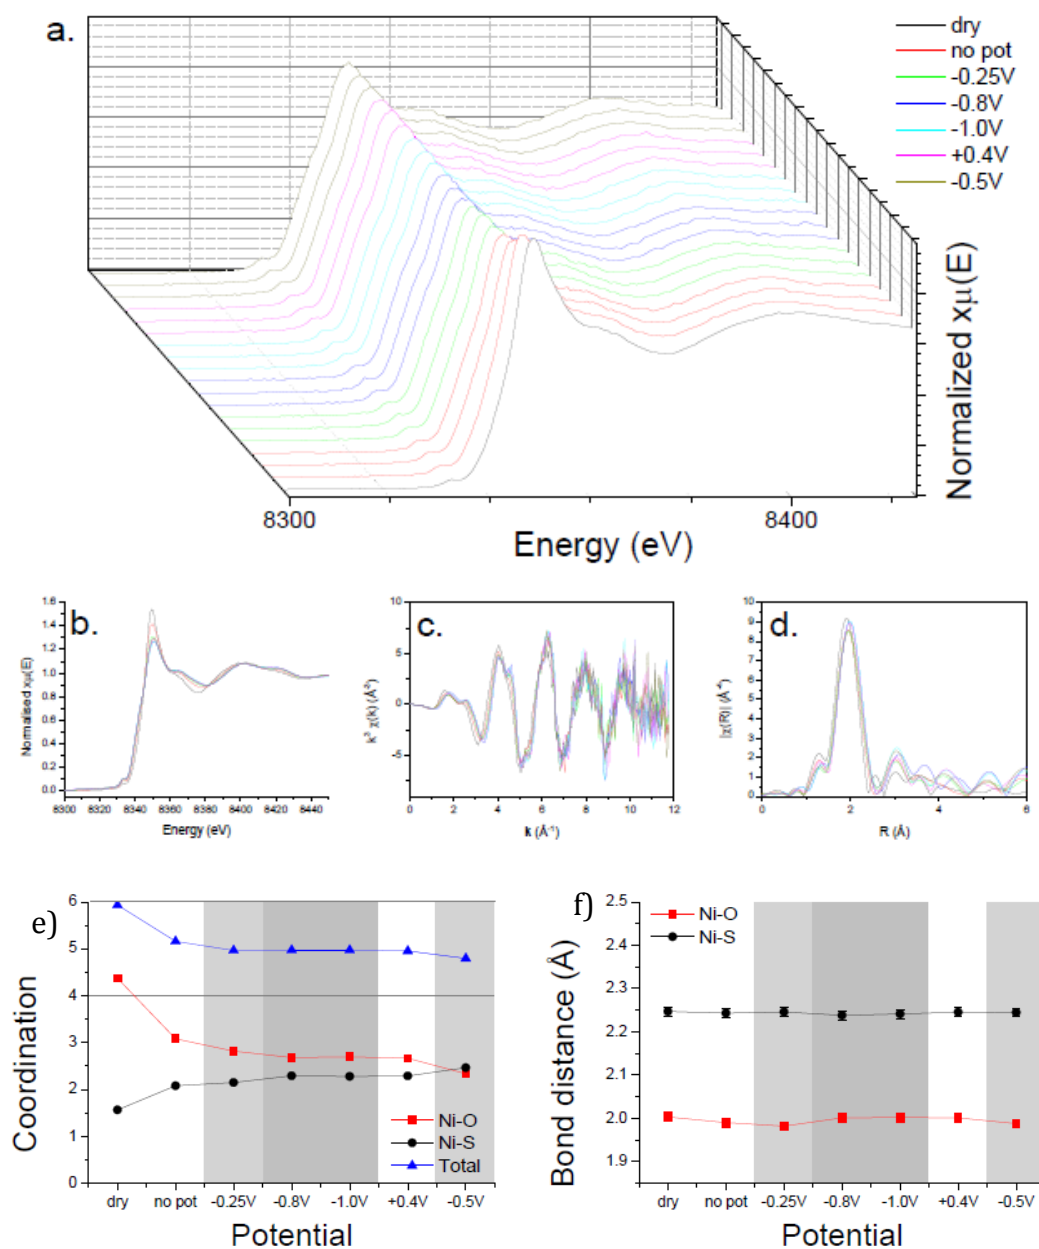 a.
dry
no pot
-0.25V
-0.8V
-1.0V
+0.4V
-0.5V
Normalized xμ(E)
8300
8400
Energy (eV)
b.
1.6
1.4
1.2
1.0
0.8
0.6
0.4
0.2
0.0
Normalised xμ(E)
8300
8320
8340
8360
8380
8400
8420
8440
Energy (eV)
c.
10
5
0
-5
0
2
4
6
8
10
12
k (Å⁻¹)
d.
10
9
8
7
6
5
4
3
2
1
0
0
2
4
6
R (Å)
e)
6
5
4
3
2
1
0
Coordination
Ni-O
Ni-S
Total
dry
no pot
-0.25V
-0.8V
-1.0V
+0.4V
-0.5V
Potential
f)
Ni-O
Ni-S
2.5
2.4
2.3
2.2
2.1
2.0
1.9
Bond distance (Å)
dry
no pot
-0.25V
-0.8V
-1.0V
+0.4V
-0.5V
Potential